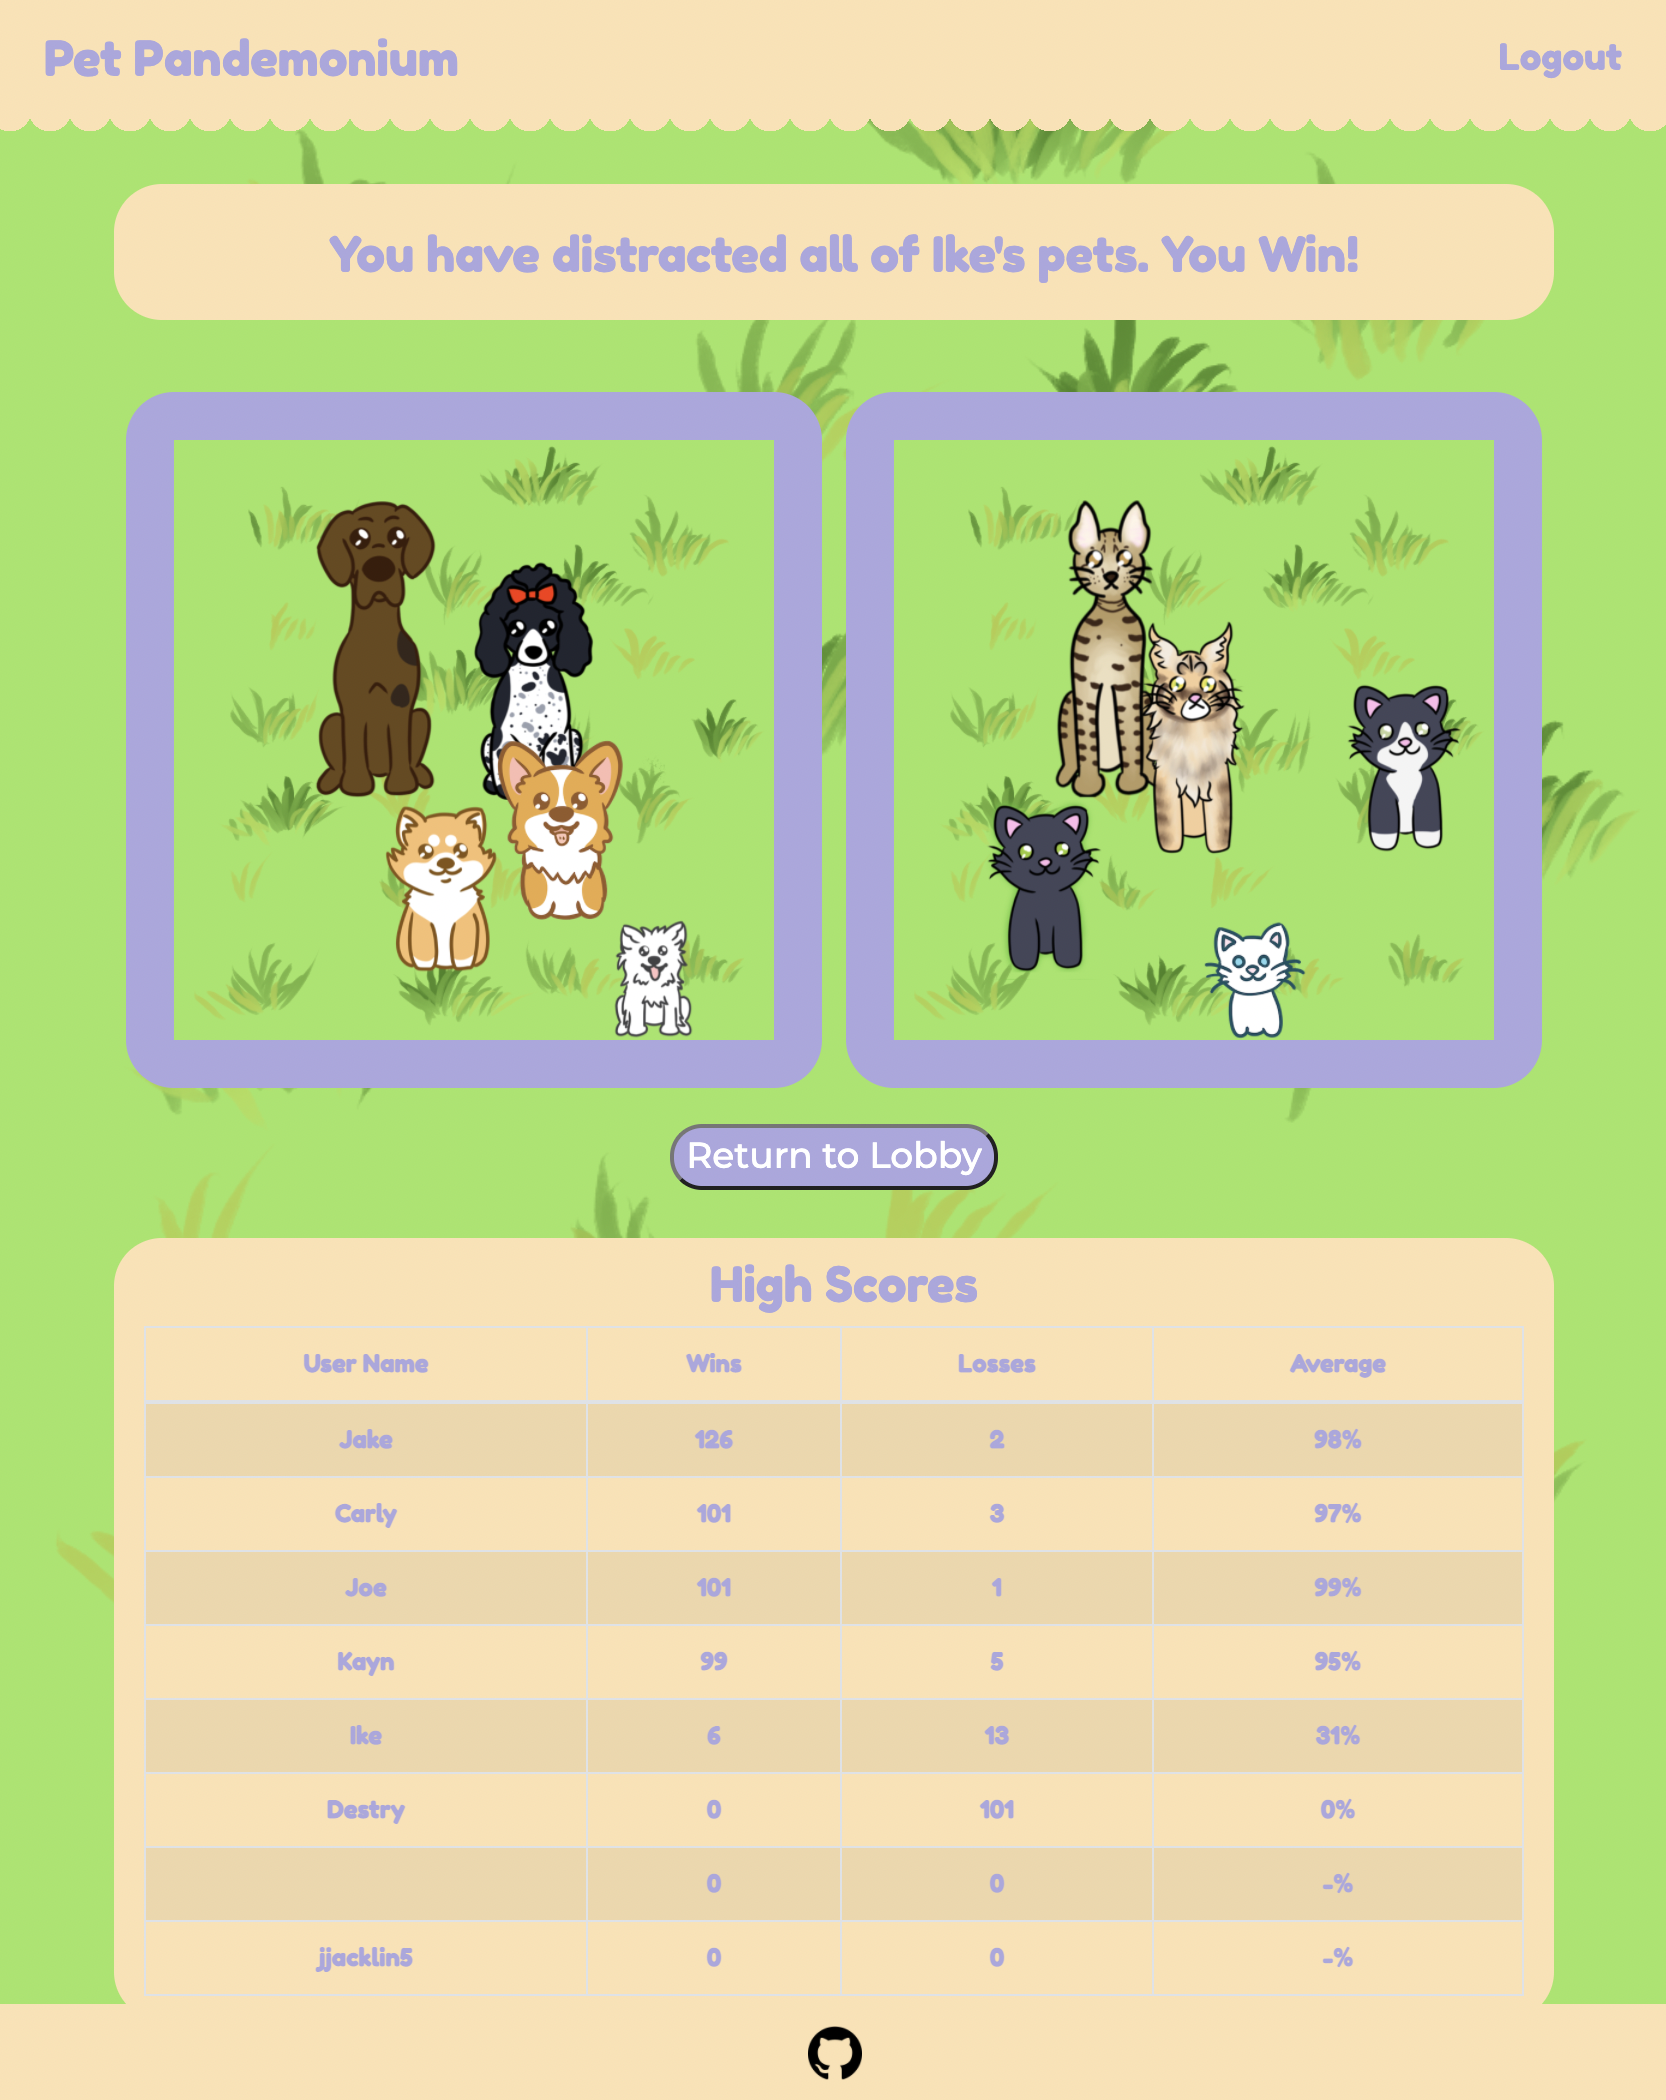 Pet Pandemonium
Logout
You have distracted all of Ike's pets. You Win!
Return to Lobby
High Scores
User Name Wins Losses Average
Jake 126 2 98%
Carly 101 3 97%
Joe 101 1 99%
Kayn 99 5 95%
Ike 6 13 31%
Destry 0 101 0%
0 0 -%
jjacklin5 0 0 -%